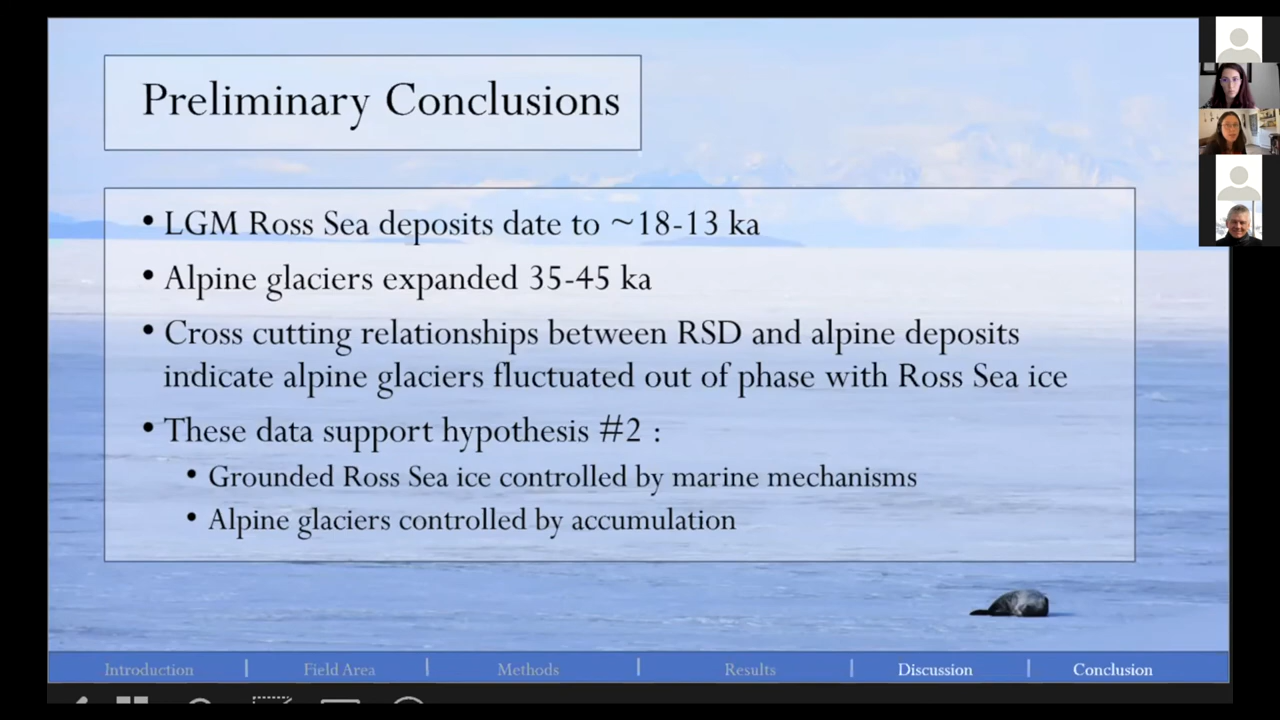 Preliminary Conclusions
• LGM Ross Sea deposits date to ~18-13 ka
• Alpine glaciers expanded 35-45 ka
• Cross cutting relationships between RSD and alpine deposits
indicate alpine glaciers fluctuated out of phase with Ross Sea ice
• These data support hypothesis #2 :
• Grounded Ross Sea ice controlled by marine mechanisms
• Alpine glaciers controlled by accumulation
Introduction | Field Area | Methods | Results | Discussion | Conclusion